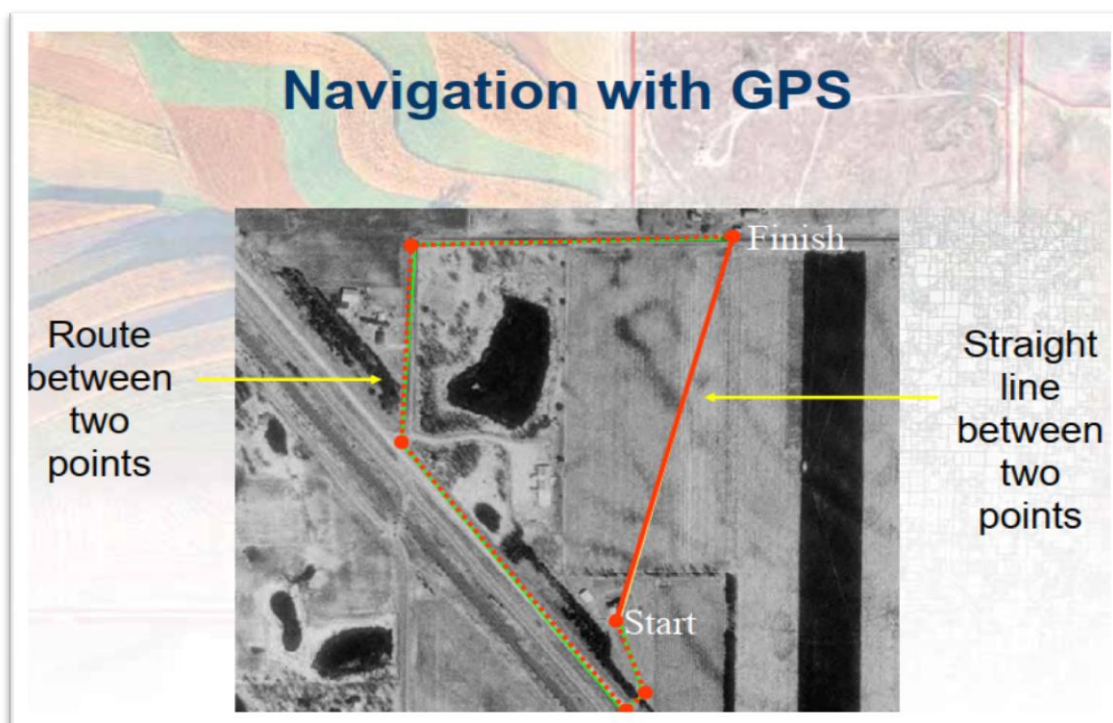 Navigation with GPS
Finish
Route
between
two
points
Straight
line
between
two
points
Start